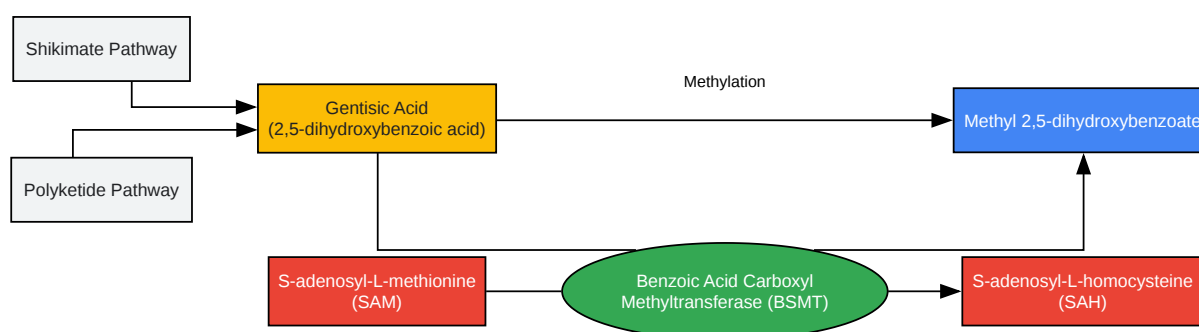 Shikimate Pathway
Gentisic Acid
(2,5-dihydroxybenzoic acid)
Methylation
Methyl 2,5-dihydroxybenzoate
Polyketide Pathway
S-adenosyl-L-methionine
(SAM)
Benzoic Acid Carboxyl
Methyltransferase (BSMT)
S-adenosyl-L-homocysteine
(SAH)